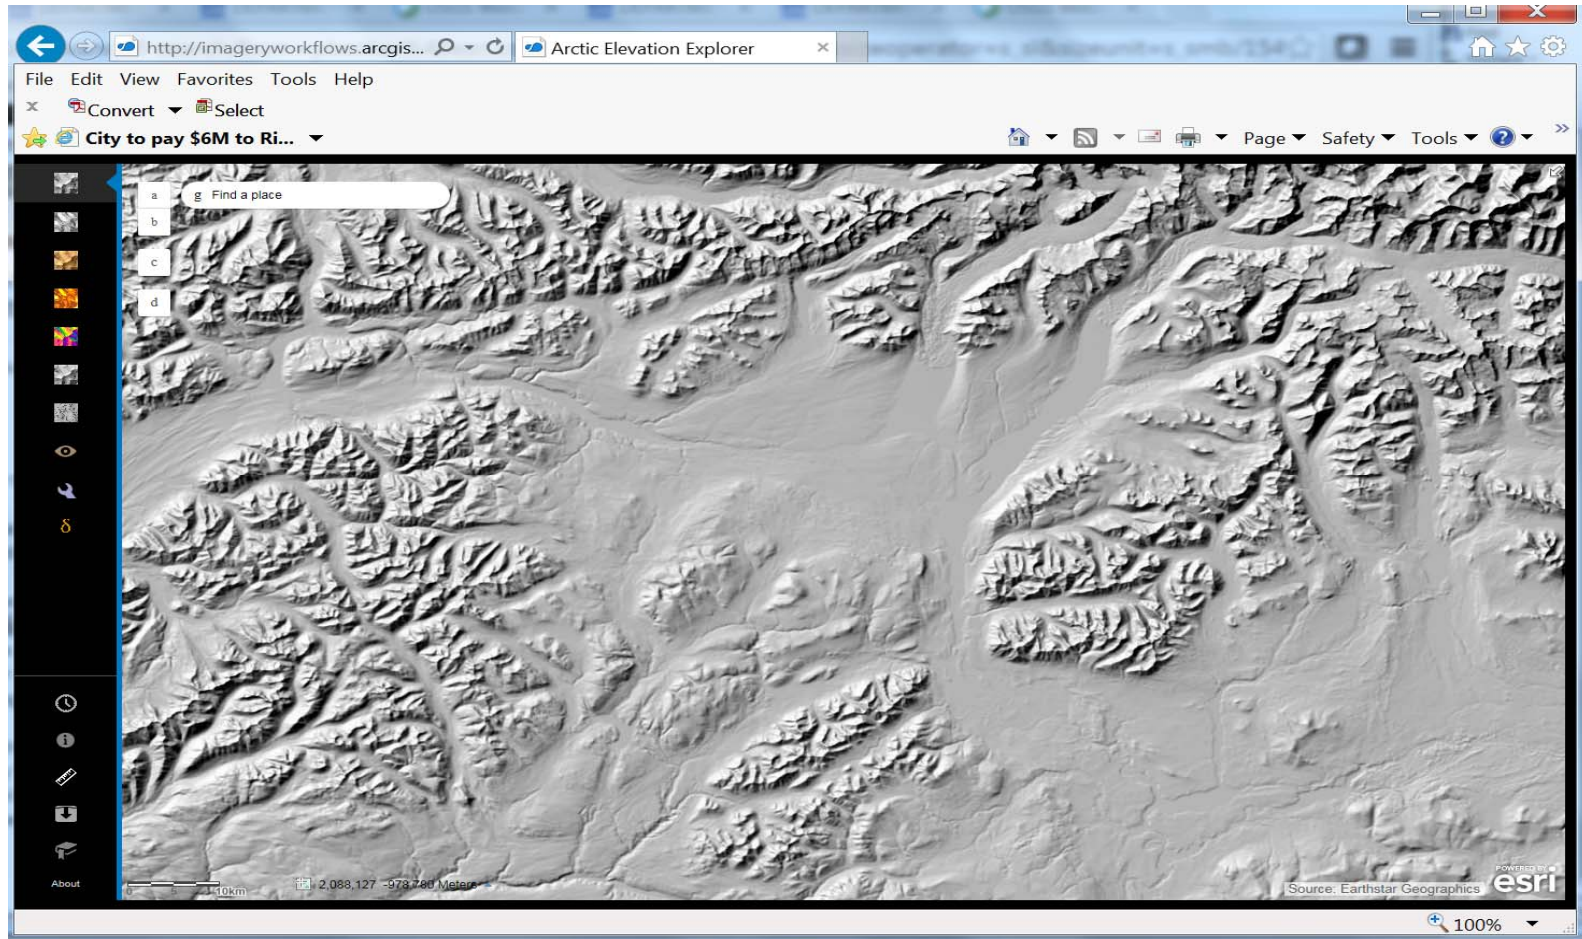 http://imageryworkflows.arcgis... Arctic Elevation Explorer
File Edit View Favorites Tools Help
Convert Select
City to pay $6M to Ri... Page Safety Tools
a g Find a place
b
c
d
δ
About
0 5 10km 2,088,127 -978,780 Meters
Source: Earthstar Geographics
POWERED BY
esri
100%